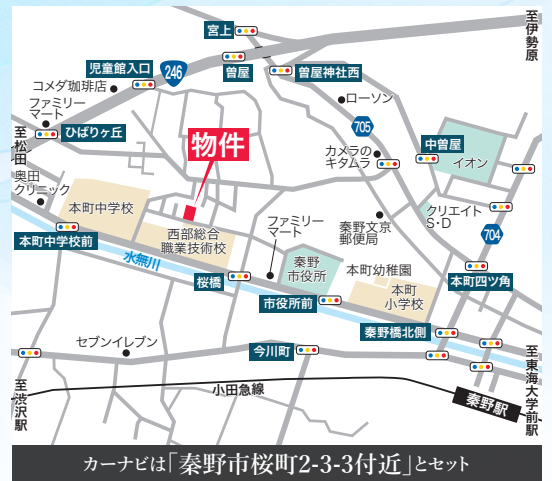 至伊勢原
宮上
曽屋
曽屋神社西
児童館入口
246
コメダ珈琲店
ファミリー
マート
ひばりヶ丘
至松田
奥田
クリニック
ローソン
705
カメラの
キタムラ
中曽屋
イオン
物件
本町中学校
本町中学校前
西部総合
職業技術校
水無川
桜橋
ファミリー
マート
秦野
市役所
市役所前
秦野文京
郵便局
クリエイト
S・D
704
本町幼稚園
本町
小学校
本町四ツ角
秦野橋北側
今川町
セブンイレブン
至渋沢駅
小田急線
秦野駅
至東海大学前駅
カーナビは「秦野市桜町2-3-3付近」とセット